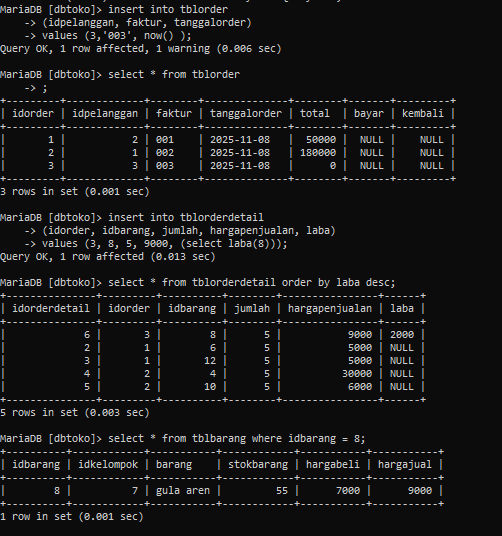 MariaDB [dbtoko]> insert into tblorder
    -> (idpelanggan, faktur, tanggalorder)
    -> values (3,'003', now() );
Query OK, 1 row affected, 1 warning (0.006 sec)

MariaDB [dbtoko]> select * from tblorder
    -> ;
+---------+-------------+--------+--------------+--------+-------+---------+
| idorder | idpelanggan | faktur | tanggalorder | total  | bayar | kembali |
+---------+-------------+--------+--------------+--------+-------+---------+
|       1 |           2 | 001    | 2025-11-08   |  50000 |  NULL |    NULL |
|       2 |           1 | 002    | 2025-11-08   | 180000 |  NULL |    NULL |
|       3 |           3 | 003    | 2025-11-08   |      0 |  NULL |    NULL |
+---------+-------------+--------+--------------+--------+-------+---------+
3 rows in set (0.001 sec)

MariaDB [dbtoko]> insert into tblorderdetail
    -> (idorder, idbarang, jumlah, hargapenjualan, laba)
    -> values (3, 8, 5, 9000, (select laba(8)));
Query OK, 1 row affected (0.013 sec)

MariaDB [dbtoko]> select * from tblorderdetail order by laba desc;
+---------------+---------+----------+--------+----------------+------+
| idorderdetail | idorder | idbarang | jumlah | hargapenjualan | laba |
+---------------+---------+----------+--------+----------------+------+
|             6 |       3 |        8 |      5 |           9000 | 2000 |
|             2 |       1 |        6 |      5 |           5000 | NULL |
|             3 |       1 |       12 |      5 |           5000 | NULL |
|             4 |       2 |        4 |      5 |          30000 | NULL |
|             5 |       2 |       10 |      5 |           6000 | NULL |
+---------------+---------+----------+--------+----------------+------+
5 rows in set (0.003 sec)

MariaDB [dbtoko]> select * from tblbarang where idbarang = 8;
+----------+------------+-----------+------------+-----------+-----------+
| idbarang | idkelompok | barang    | stokbarang | hargabeli | hargajual |
+----------+------------+-----------+------------+-----------+-----------+
|        8 |          7 | gula aren |         55 |      7000 |      9000 |
+----------+------------+-----------+------------+-----------+-----------+
1 row in set (0.001 sec)